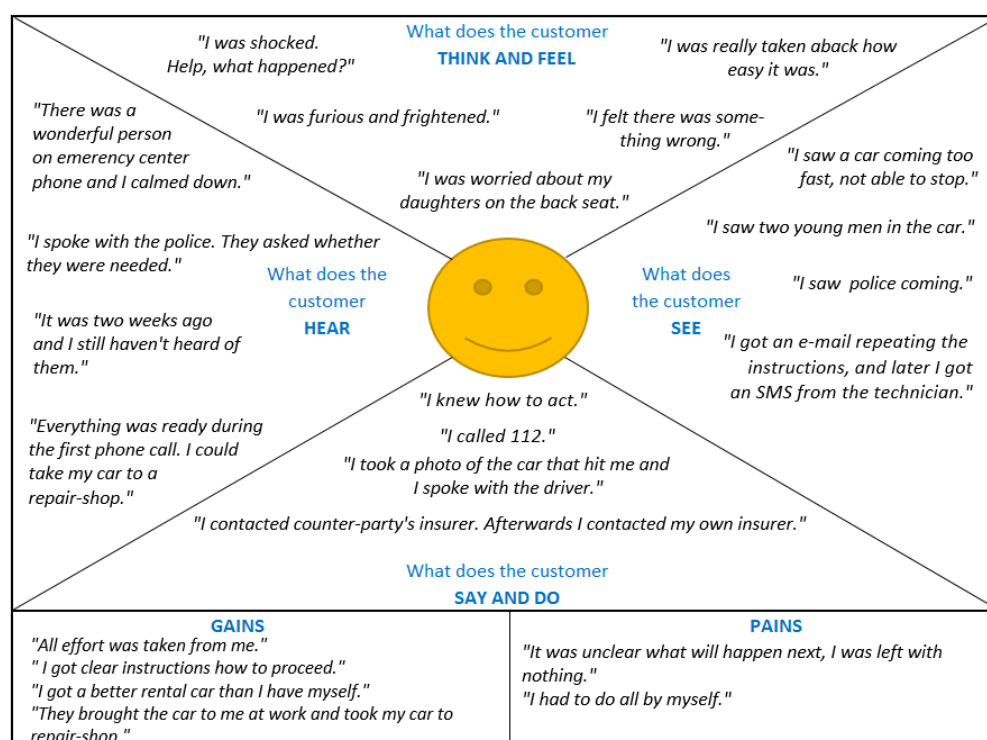 What does the customer
THINK AND FEEL
"I was shocked.
Help, what happened?"
"I was really taken aback how
easy it was."
"I was furious and frightened."
"I felt there was some-
thing wrong."
"I was worried about my
daughters on the back seat."
"There was a
wonderful person
on emerency center
phone and I calmed down."
"I spoke with the police. They asked whether
they were needed."
What does the
customer
HEAR
"It was two weeks ago
and I still haven't heard of
them."
"Everything was ready during
the first phone call. I could
take my car to a
repair-shop."
"I saw a car coming too
fast, not able to stop."
"I saw two young men in the car."
What does
the customer
SEE
"I saw  police coming."
"I got an e-mail repeating the
instructions, and later I got
an SMS from the technician."
"I knew how to act."
"I called 112."
"I took a photo of the car that hit me and
I spoke with the driver."
"I contacted counter-party's insurer. Afterwards I contacted my own insurer."
What does the customer
SAY AND DO
GAINS
"All effort was taken from me."
" I got clear instructions how to proceed."
"I got a better rental car than I have myself."
"They brought the car to me at work and took my car to
repair-shop."
PAINS
"It was unclear what will happen next, I was left with
nothing."
"I had to do all by myself."